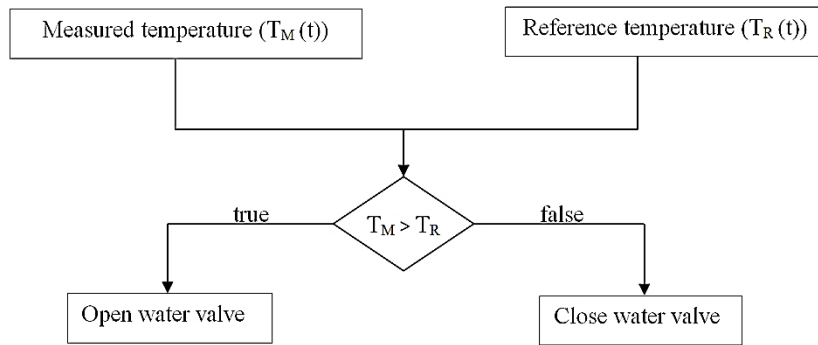 Measured temperature (T_M (t))
Reference temperature (T_R (t))
true
T_M > T_R
false
Open water valve
Close water valve